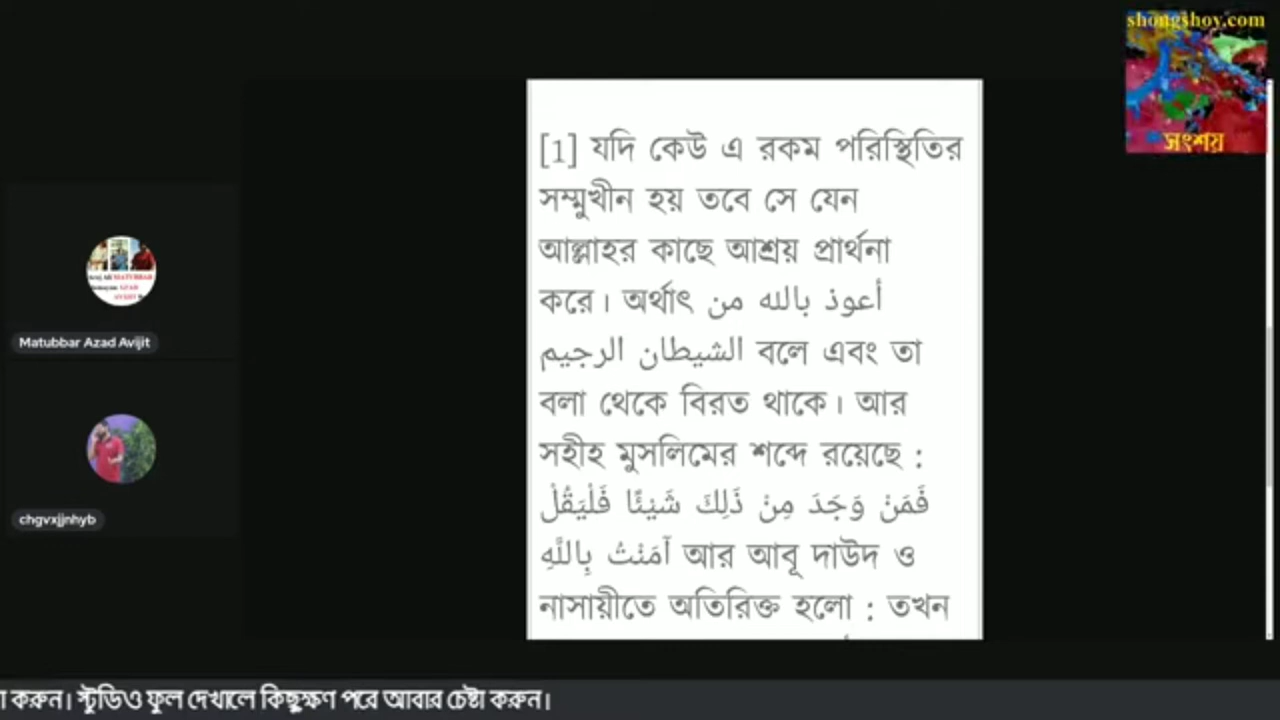 shongshoy.com
সংশয়
[1] যদি কেউ এ রকম পরিস্থিতির
সম্মুখীন হয় তবে সে যেন
আল্লাহর কাছে আশ্রয় প্রার্থনা
করে। অর্থাৎ أعوذ بالله من
الشيطان الرجيم বলে এবং তা
বলা থেকে বিরত থাকে। আর
সহীহ মুসলিমের শব্দে রয়েছে :
فَمَنْ وَجَدَ مِنْ ذَلِكَ شَيْئًا فَلْيَقُلْ
آمَنْتُ بِاللَّهِ আর আবূ দাউদ ও
নাসায়ীতে অতিরিক্ত হলো : তখন
MATUBBAR
AZAD
Matubbar Azad Avijit
chgvxjjnhyb
া করুন। স্টুডিও ফুল দেখালে কিছুক্ষণ পরে আবার চেষ্টা করুন।